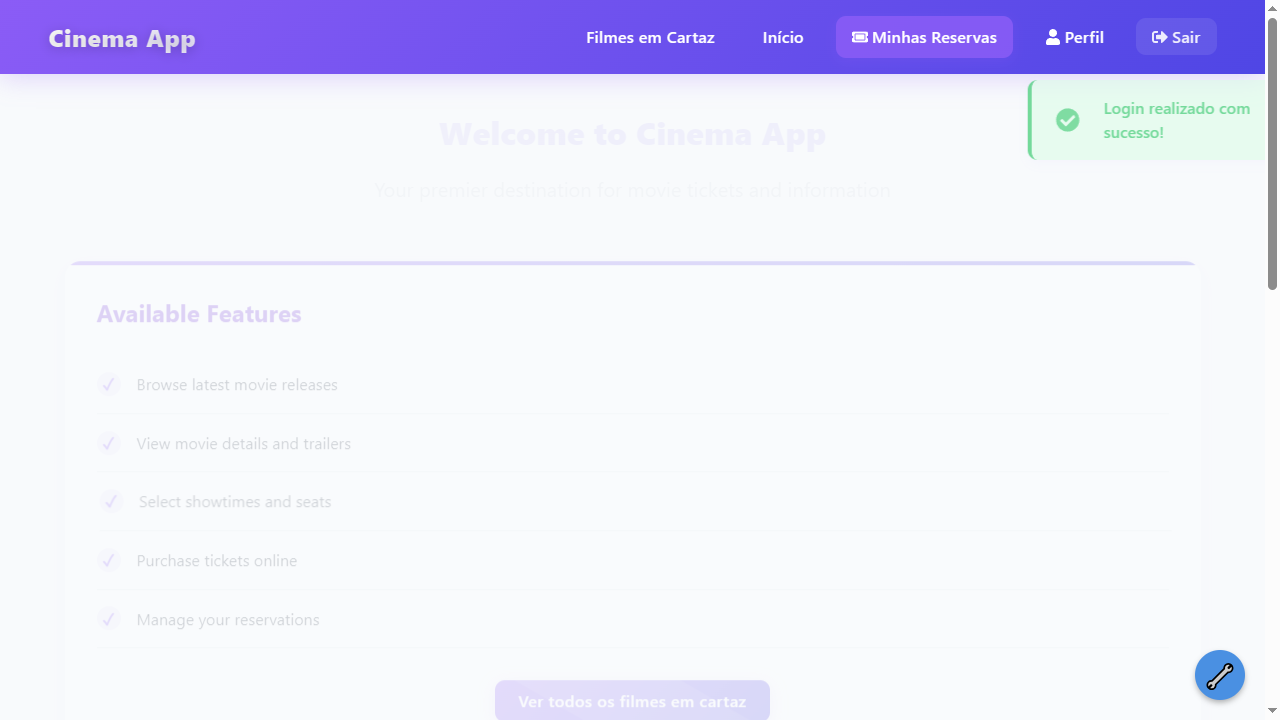 Cinema App
Filmes em Cartaz
Início
Minhas Reservas
Perfil
Sair
Login realizado com
sucesso!
Welcome to Cinema App
Your premier destination for movie tickets and information
Available Features
Browse latest movie releases
View movie details and trailers
Select showtimes and seats
Purchase tickets online
Manage your reservations
Ver todos os filmes em cartaz